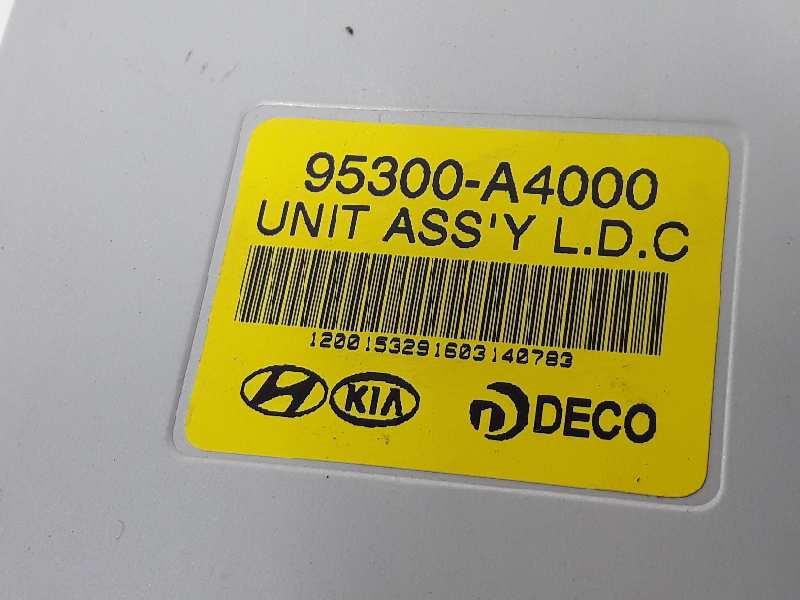 95300-A4000
UNIT ASS'Y L.D.C
1200153291603140783
KIA DECO